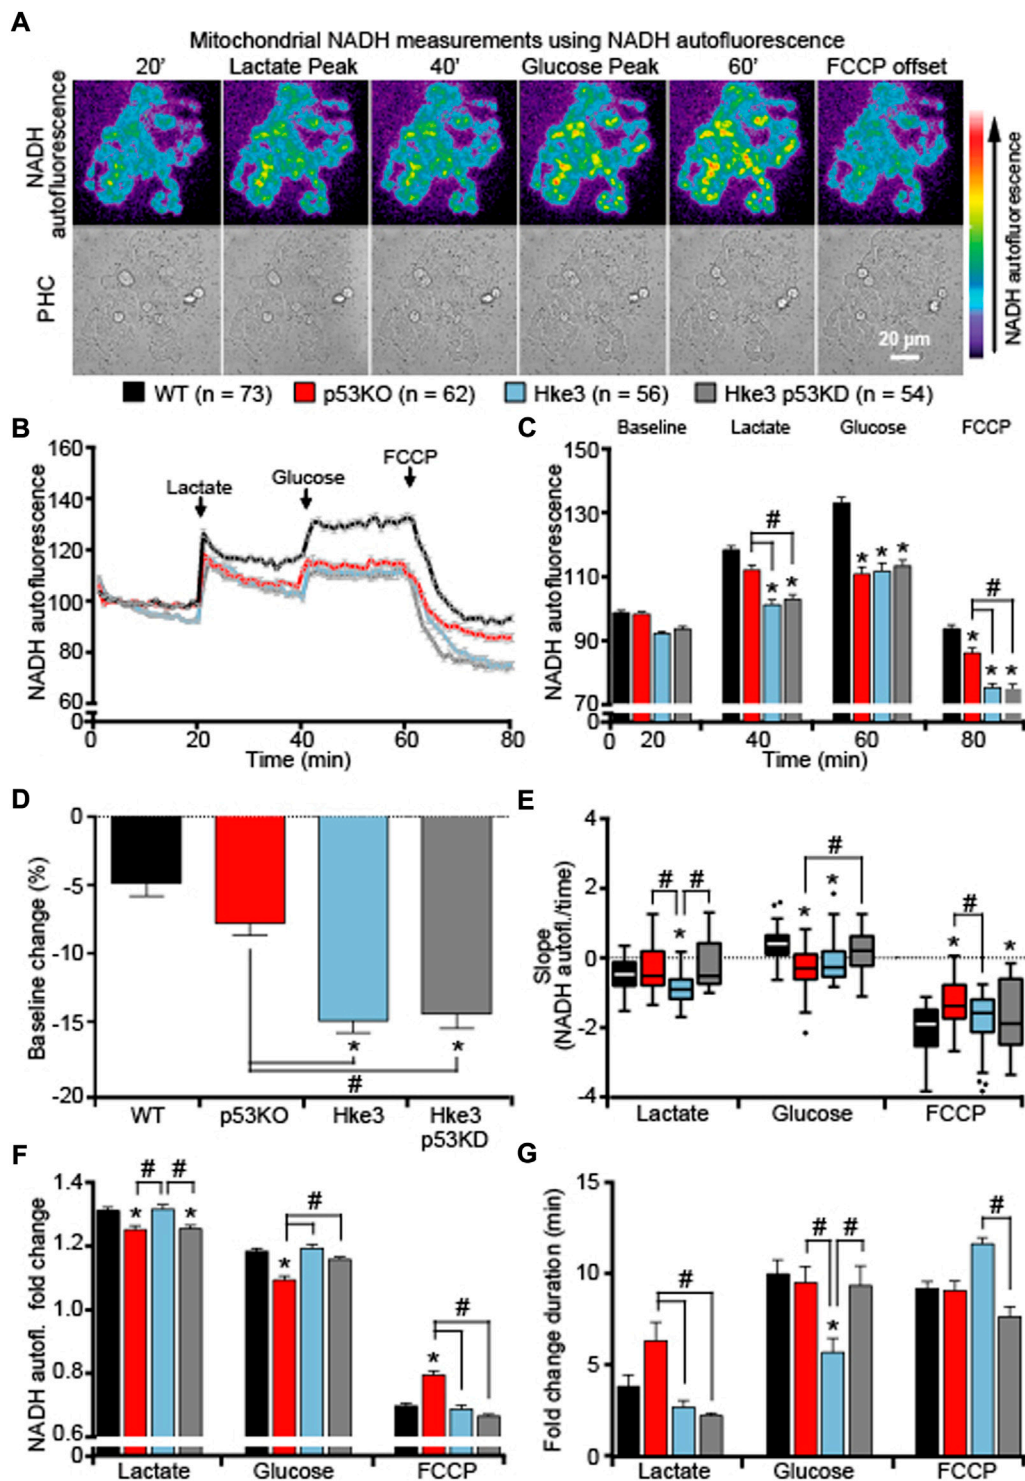 A
Mitochondrial NADH measurements using NADH autofluorescence
20' Lactate Peak 40' Glucose Peak 60' FCCP offset
NADH
autofluorescence
PHC
20 µm
NADH autofluorescence
WT (n = 73) p53KO (n = 62) Hke3 (n = 56) Hke3 p53KD (n = 54)
B
NADH autofluorescence
160
140
120
100
80
60
0
Lactate
Glucose
FCCP
0 20 40 60 80
Time (min)
C
Baseline Lactate Glucose FCCP
NADH autofluorescence
150
130
110
90
70
0
#
* *
* * *
#
* * *
0 20 40 60 80
Time (min)
D
Baseline change (%)
0
-5
-10
-15
-20
* *
#
WT p53KO Hke3 Hke3
p53KD
E
Slope
(NADH autofl./time)
4
2
0
-2
-4
# #
*
#
* *
#
* *
Lactate Glucose FCCP
F
NADH autofl. fold change
1.4
1.2
1.0
0.8
0.6
0
# #
* *
#
*
#
*
Lactate Glucose FCCP
G
Fold change duration (min)
15
10
5
0
#
# #
*
#
Lactate Glucose FCCP